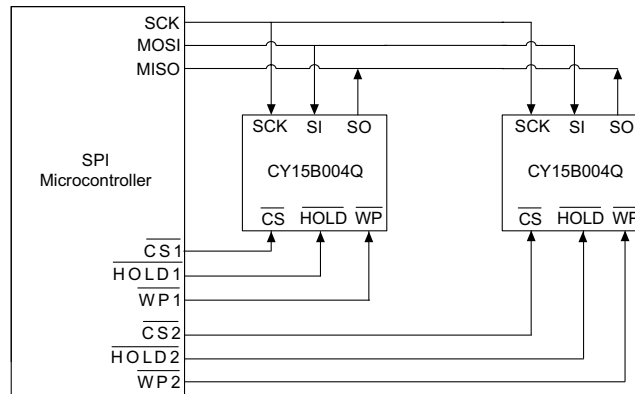 SCK
MOSI
MISO
SPI
Microcontroller
CS1
HOLD1
WP1
CS2
HOLD2
WP2
SCK SI SO
CY15B004Q
CS HOLD WP
SCK SI SO
CY15B004Q
CS HOLD WP